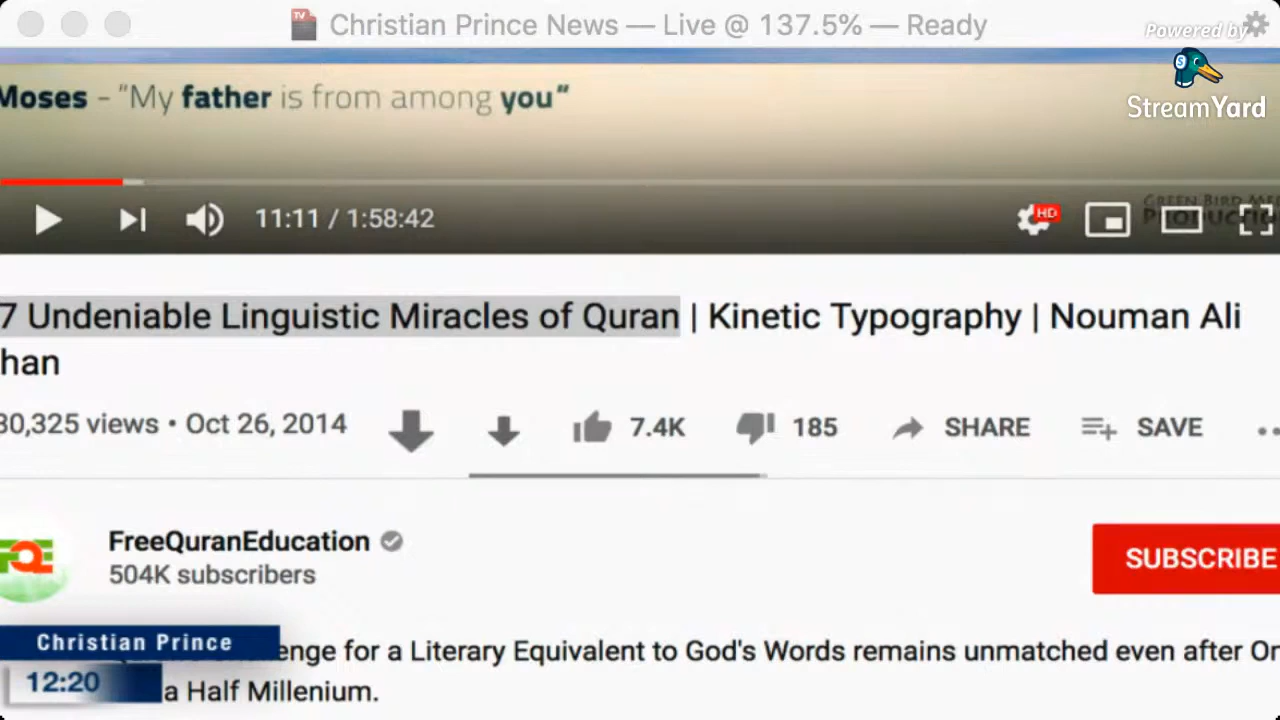 Christian Prince News — Live @ 137.5% — Ready
Powered by
StreamYard
Moses - "My father is from among you"
11:11 / 1:58:42
HD
GREEN BIRD
7 Undeniable Linguistic Miracles of Quran | Kinetic Typography | Nouman Ali
han
30,325 views • Oct 26, 2014
7.4K
185
SHARE
SAVE
FreeQuranEducation
504K subscribers
SUBSCRIBE
Christian Prince
enge for a Literary Equivalent to God's Words remains unmatched even after
12:20
a Half Millenium.